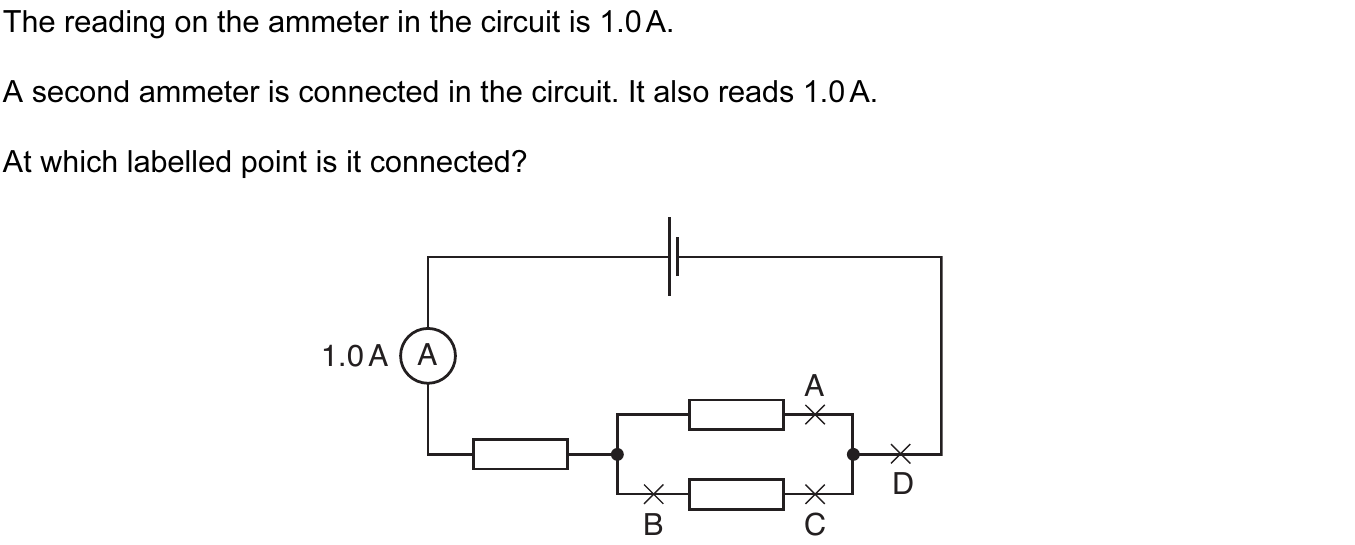 The reading on the ammeter in the circuit is 1.0 A.
A second ammeter is connected in the circuit. It also reads 1.0 A.
At which labelled point is it connected?
1.0 A A
A
B
C
D